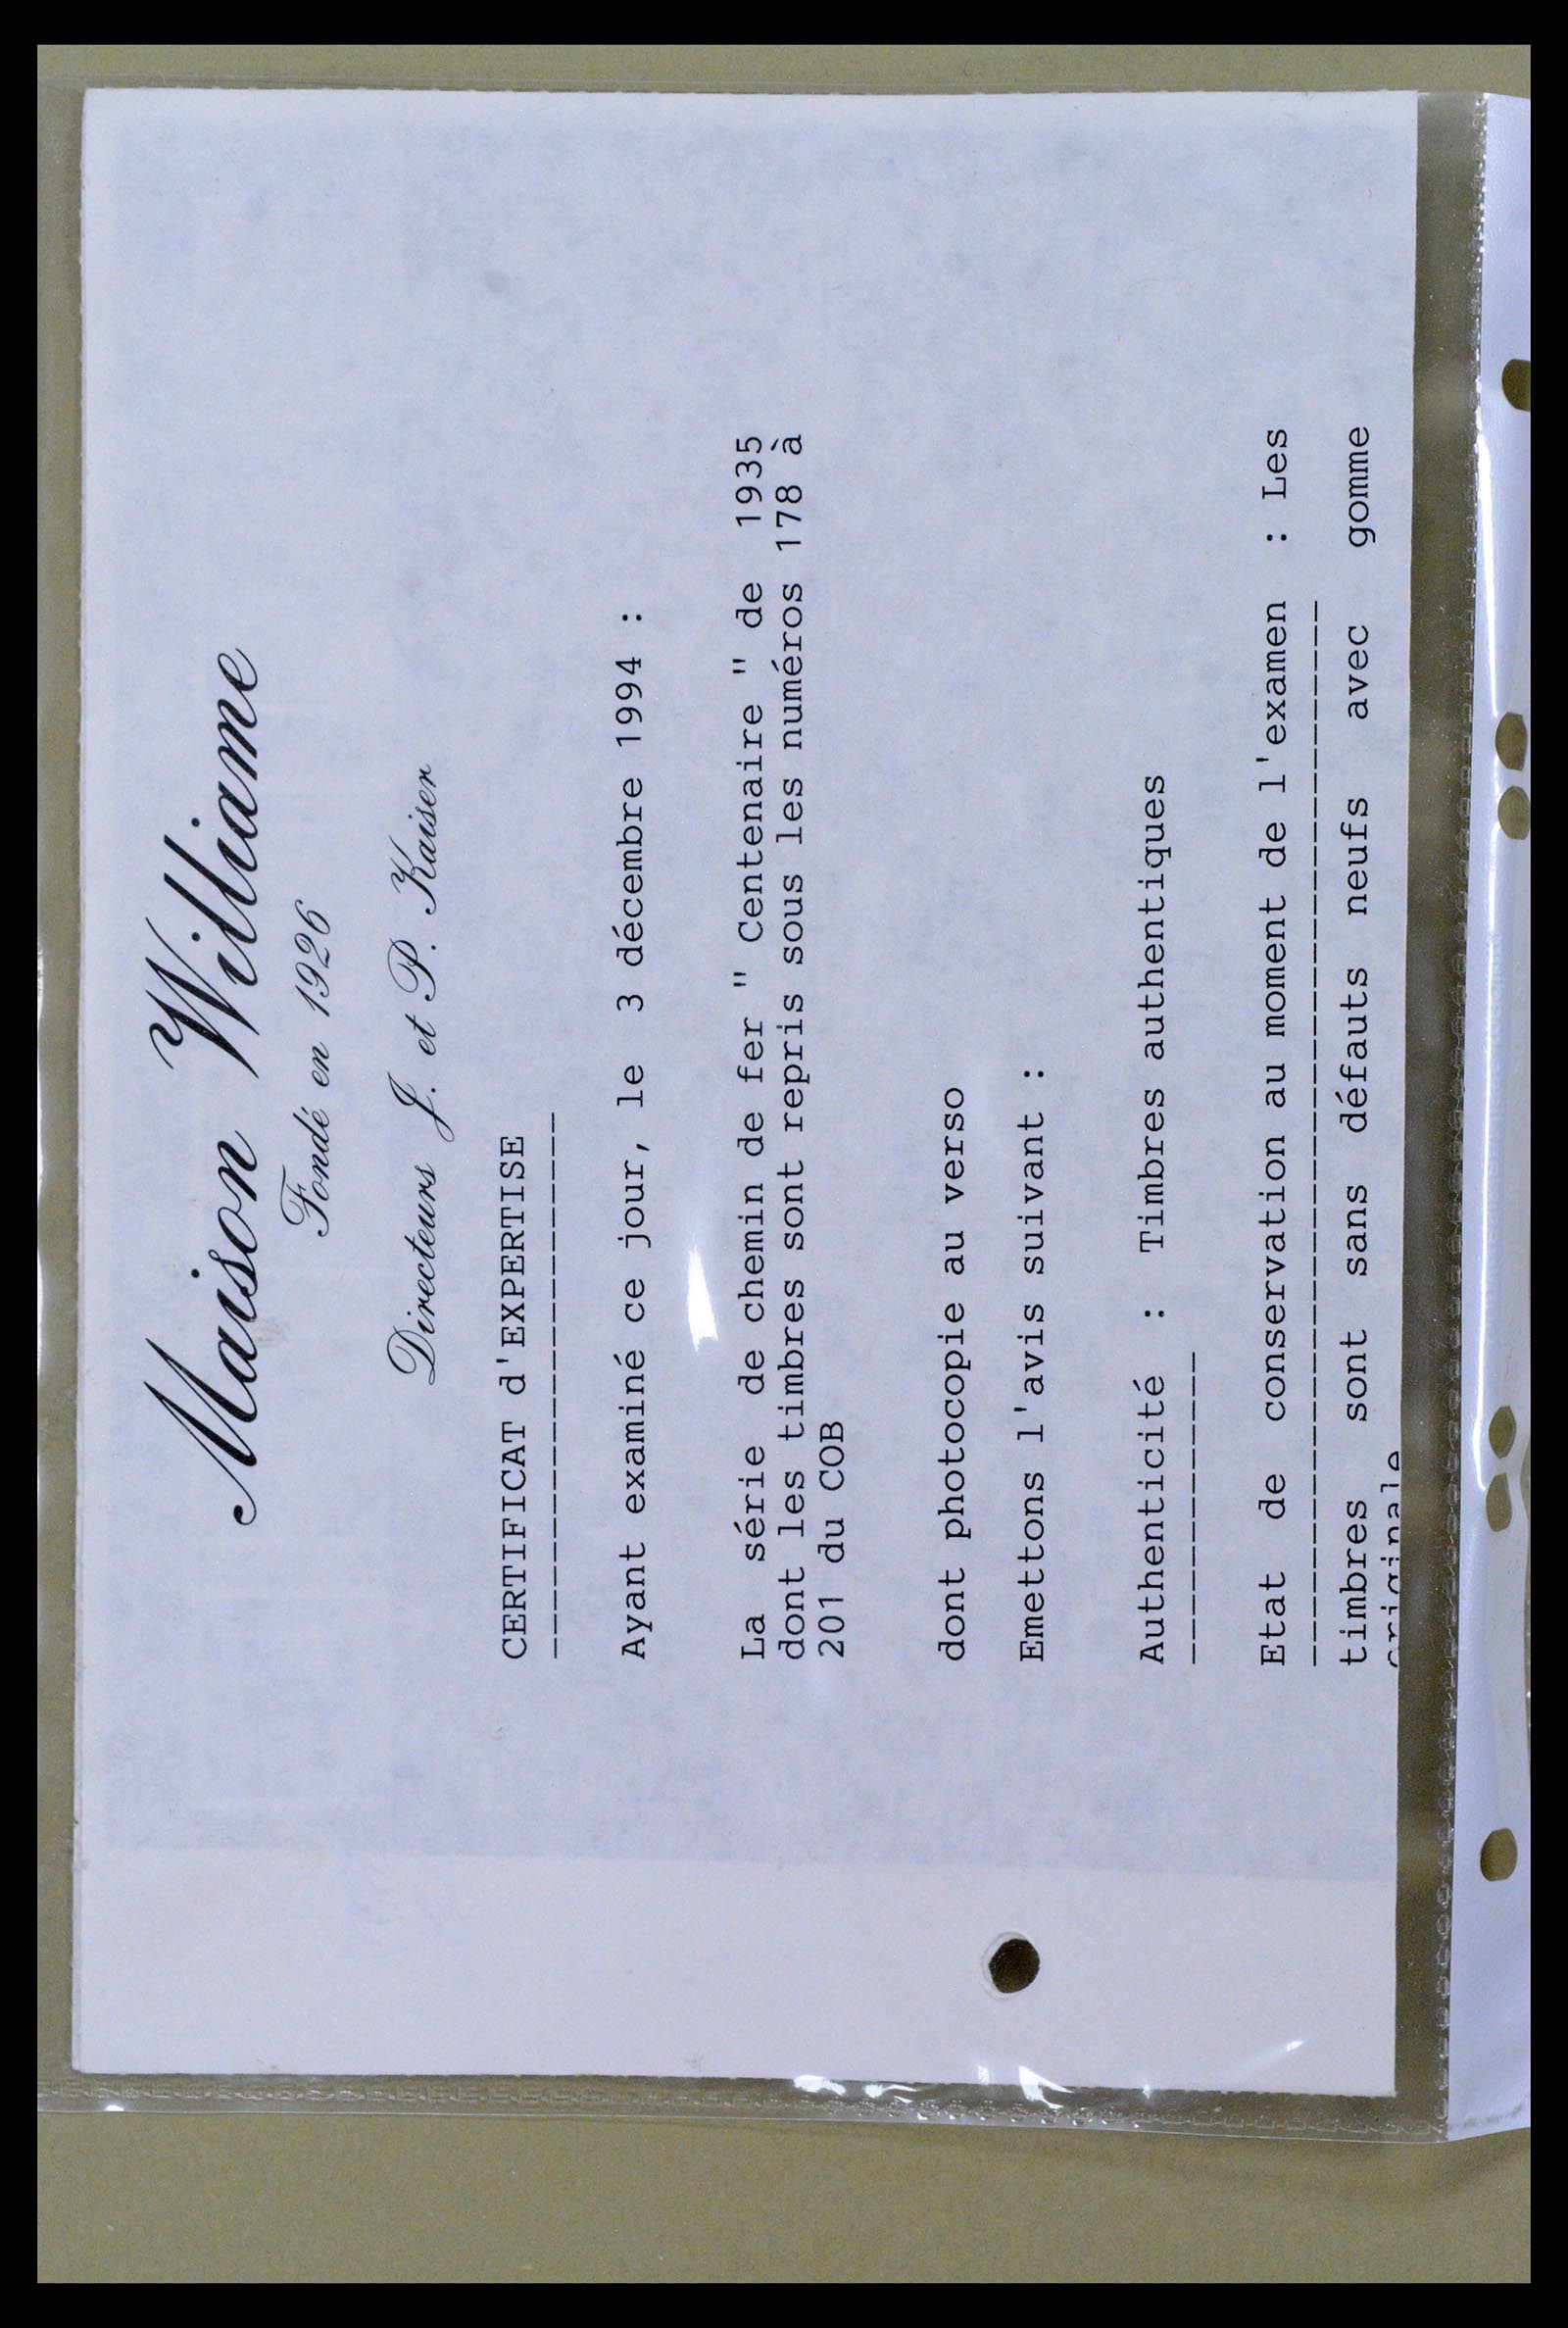 Maison Williame
Fondé en 1926
Directeurs J. et P. Kaiser
CERTIFICAT d'EXPERTISE
---------------------------
Ayant examiné ce jour, le 3 décembre 1994 :
La série de chemin de fer " Centenaire " de 1935
dont les timbres sont repris sous les numéros 178 à
201 du COB
dont photocopie au verso
Emettons l'avis suivant :
Authenticité : Timbres authentiques
---------------
Etat de conservation au moment de l'examen : Les
----------------------------------------------------
timbres sont sans défauts neufs avec gomme
originale